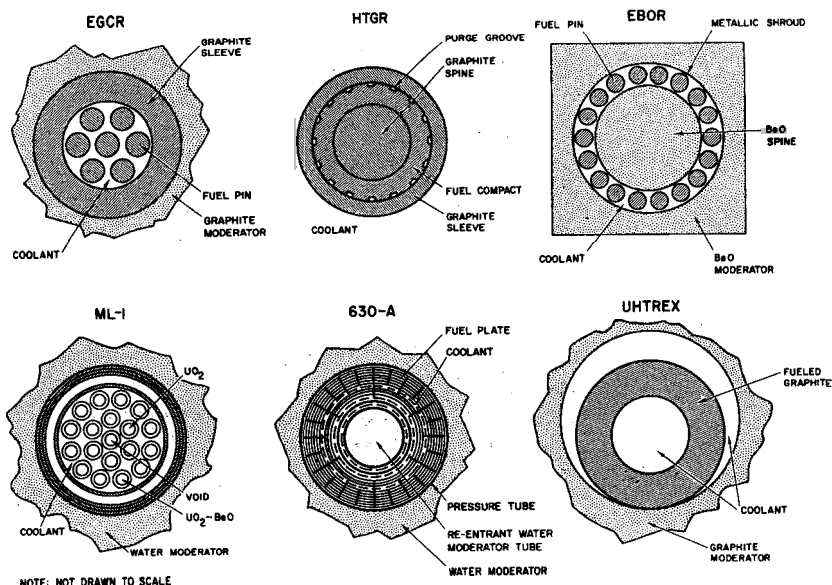 EGCR
GRAPHITE
SLEEVE
FUEL PIN
GRAPHITE
MODERATOR
COOLANT
HTGR
PURGE GROOVE
GRAPHITE
SPINE
FUEL COMPACT
GRAPHITE
SLEEVE
COOLANT
EBOR
FUEL PIN
METALLIC SHROUD
BeO
SPINE
COOLANT
BeO
MODERATOR
ML-I
UO2
VOID
UO2-BeO
COOLANT
WATER MODERATOR
630-A
FUEL PLATE
COOLANT
PRESSURE TUBE
RE-ENTRANT WATER
MODERATOR TUBE
WATER MODERATOR
UHTREX
FUELED
GRAPHITE
COOLANT
GRAPHITE
MODERATOR
NOTE: NOT DRAWN TO SCALE